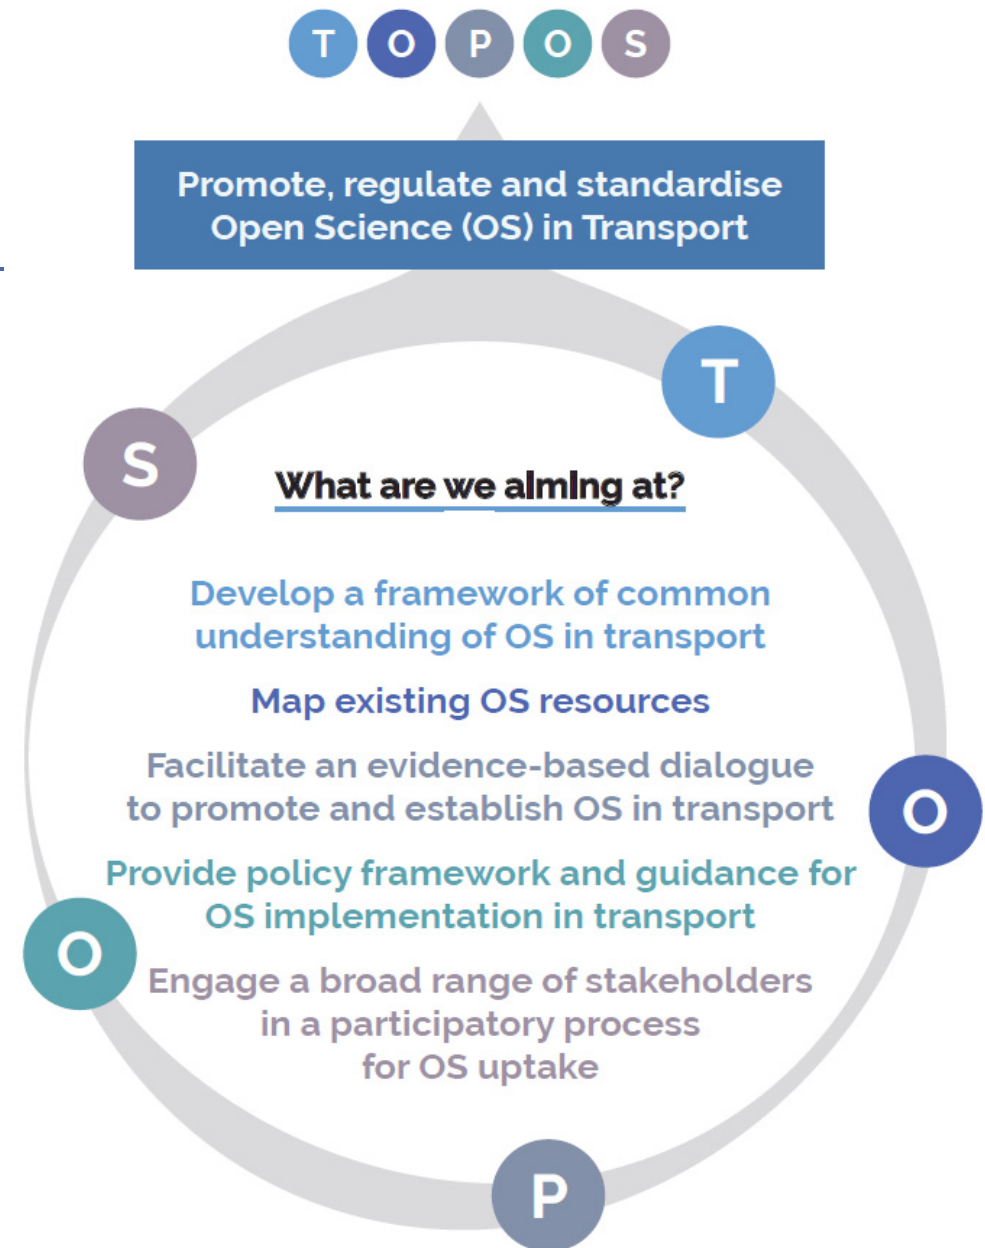 T O P O S
Promote, regulate and standardise
Open Science (OS) in Transport
T
S
What are we aiming at?
Develop a framework of common
understanding of OS in transport
Map existing OS resources
Facilitate an evidence-based dialogue
to promote and establish OS in transport
O
Provide policy framework and guidance for
OS implementation in transport
O
Engage a broad range of stakeholders
in a participatory process
for OS uptake
P